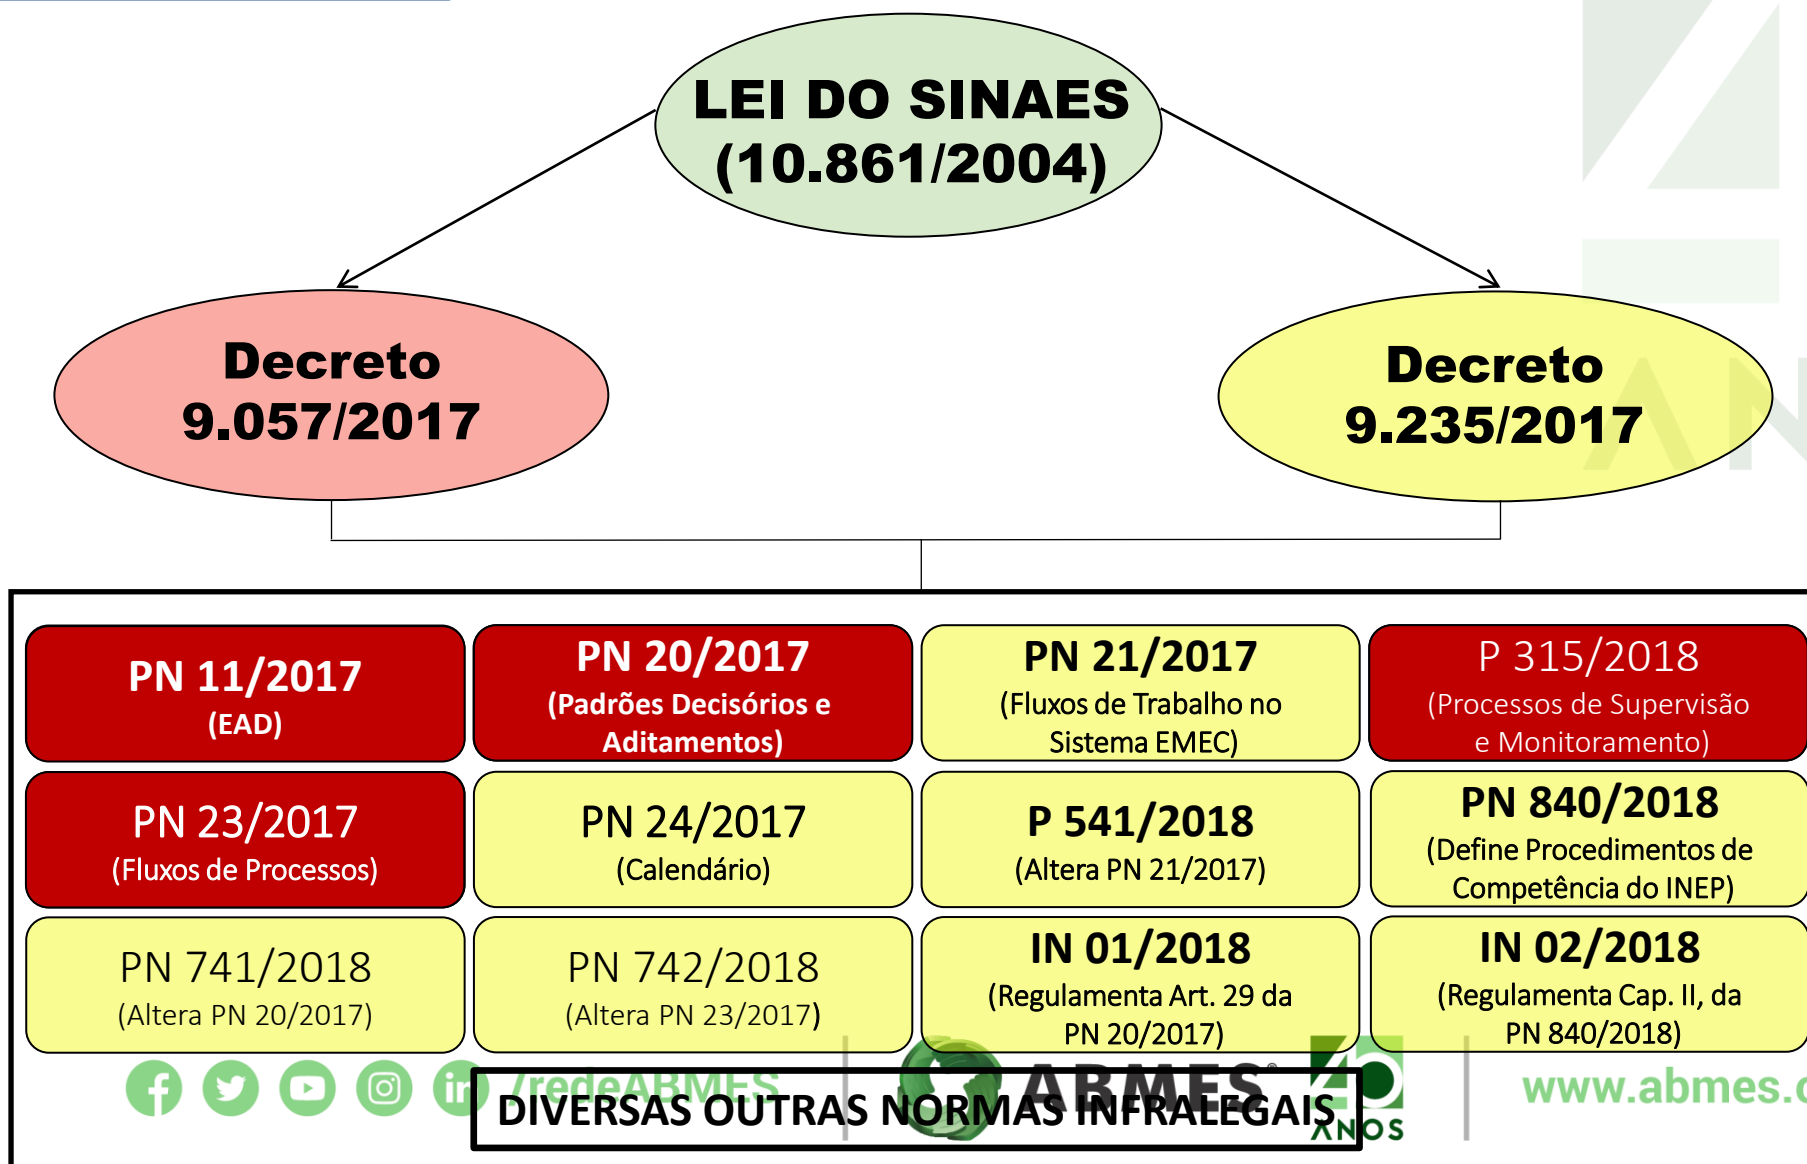 LEI DO SINAES
(10.861/2004)
Decreto
9.057/2017
Decreto
9.235/2017
PN 11/2017
(EAD)
PN 20/2017
(Padrões Decisórios e
Aditamentos)
PN 21/2017
(Fluxos de Trabalho no
Sistema EMEC)
P 315/2018
(Processos de Supervisão
e Monitoramento)
PN 23/2017
(Fluxos de Processos)
PN 24/2017
(Calendário)
P 541/2018
(Altera PN 21/2017)
PN 840/2018
(Define Procedimentos de
Competência do INEP)
PN 741/2018
(Altera PN 20/2017)
PN 742/2018
(Altera PN 23/2017)
IN 01/2018
(Regulamenta Art. 29 da
PN 20/2017)
IN 02/2018
(Regulamenta Cap. II, da
PN 840/2018)
/redeABMES
ABMES®
ANOS
www.abmes.
DIVERSAS OUTRAS NORMAS INFRALEGAIS